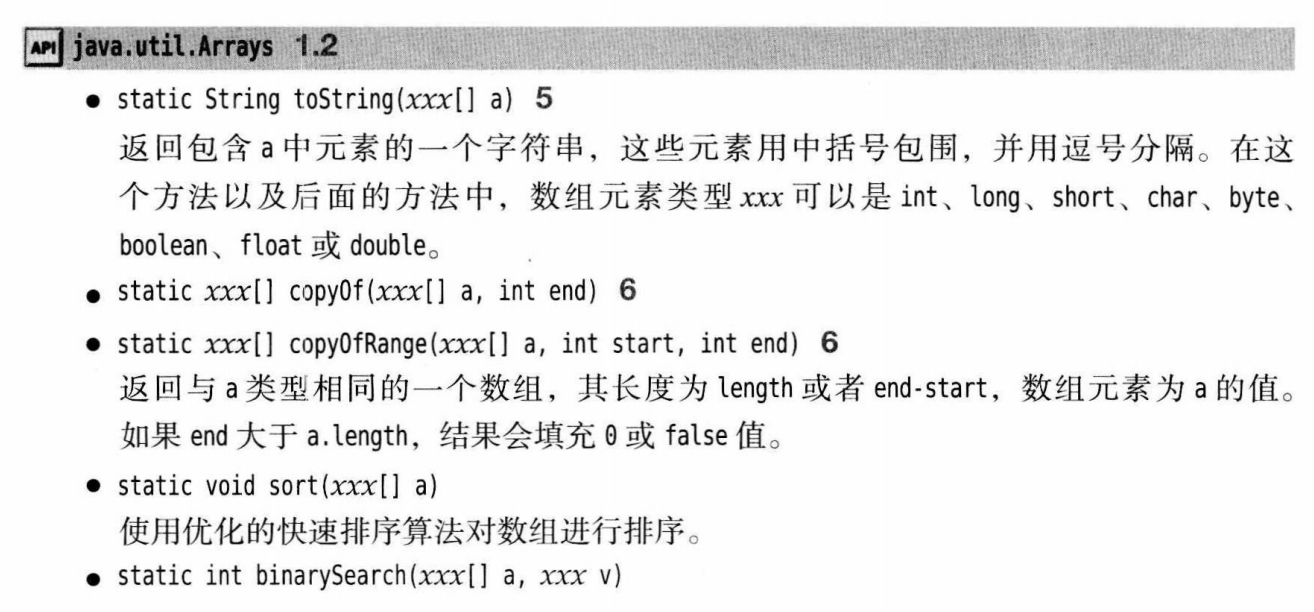 API java.util.Arrays 1.2
● static String toString(xxx[] a) 5
返回包含 a 中元素的一个字符串，这些元素用中括号包围，并用逗号分隔。在这
个方法以及后面的方法中，数组元素类型 xxx 可以是 int、long、short、char、byte、
boolean、float 或 double。
● static xxx[] copyOf(xxx[] a, int end) 6
● static xxx[] copyOfRange(xxx[] a, int start, int end) 6
返回与 a 类型相同的一个数组，其长度为 length 或者 end-start，数组元素为 a 的值。
如果 end 大于 a.length，结果会填充 0 或 false 值。
● static void sort(xxx[] a)
使用优化的快速排序算法对数组进行排序。
● static int binarySearch(xxx[] a, xxx v)